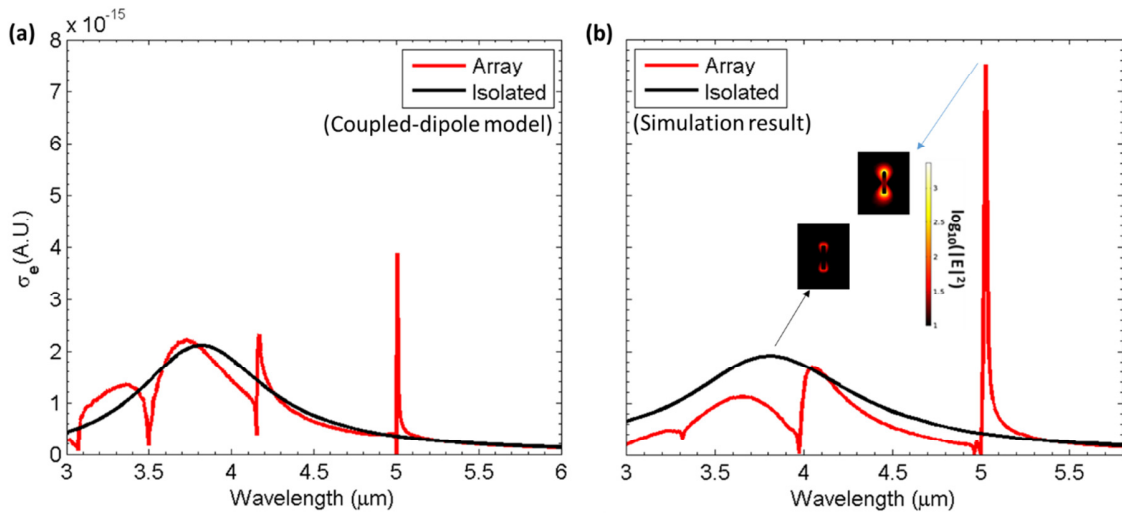 (a)
× 10⁻¹⁵
8
7
6
5
4
3
2
1
0
σₑ(A.U.)
Array
Isolated
(Coupled-dipole model)
3 3.5 4 4.5 5 5.5 6
Wavelength (μm)
(b)
Array
Isolated
(Simulation result)
3
2.5
2
1.5
1
log₁₀(|E|²)
3 3.5 4 4.5 5 5.5
Wavelength (μm)